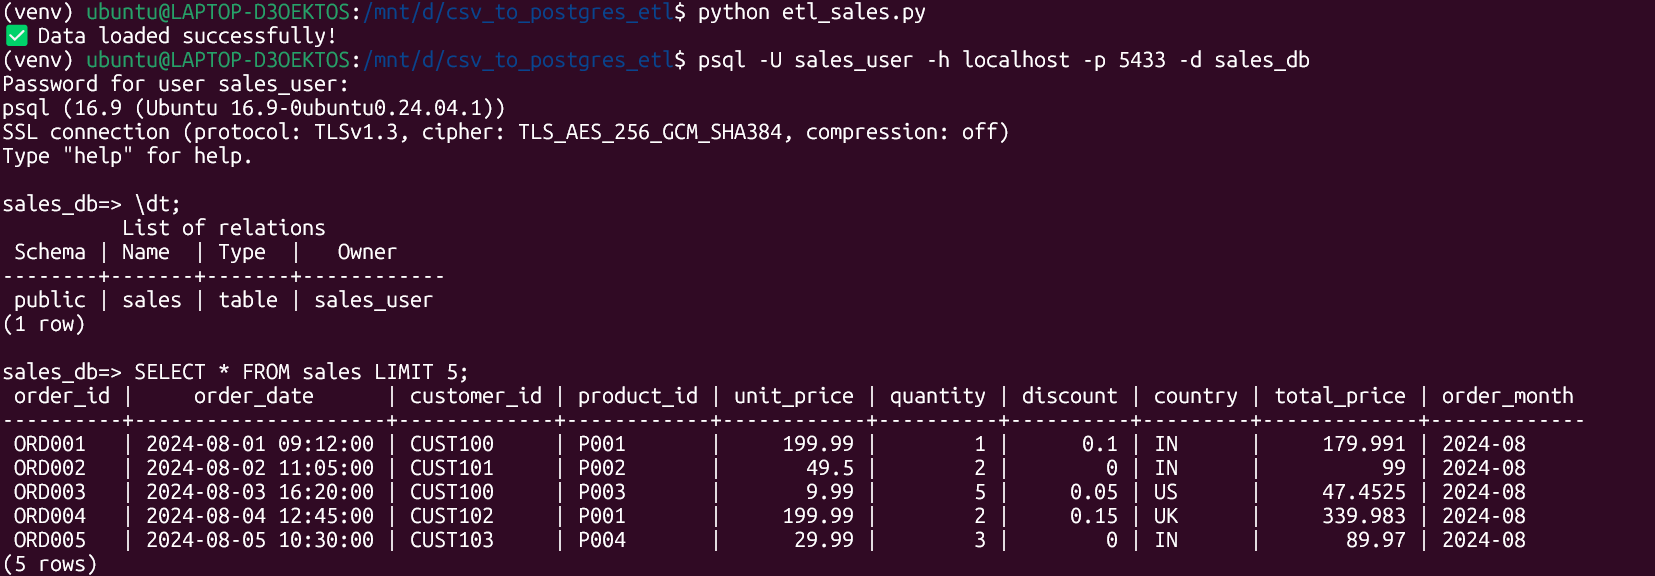 (venv) ubuntu@LAPTOP-D3OEKTOS:/mnt/d/csv_to_postgres_etl$ python etl_sales.py
✅ Data loaded successfully!
(venv) ubuntu@LAPTOP-D3OEKTOS:/mnt/d/csv_to_postgres_etl$ psql -U sales_user -h localhost -p 5433 -d sales_db
Password for user sales_user:
psql (16.9 (Ubuntu 16.9-0ubuntu0.24.04.1))
SSL connection (protocol: TLSv1.3, cipher: TLS_AES_256_GCM_SHA384, compression: off)
Type "help" for help.

sales_db=> \dt;
          List of relations
 Schema | Name  | Type  |   Owner
--------+-------+-------+------------
 public | sales | table | sales_user
(1 row)

sales_db=> SELECT * FROM sales LIMIT 5;
 order_id |     order_date      | customer_id | product_id | unit_price | quantity | discount | country | total_price | order_month
----------+---------------------+-------------+------------+------------+----------+----------+---------+-------------+-------------
 ORD001   | 2024-08-01 09:12:00 | CUST100     | P001       |     199.99 |        1 |      0.1 | IN      |     179.991 | 2024-08
 ORD002   | 2024-08-02 11:05:00 | CUST101     | P002       |       49.5 |        2 |        0 | IN      |          99 | 2024-08
 ORD003   | 2024-08-03 16:20:00 | CUST100     | P003       |       9.99 |        5 |     0.05 | US      |     47.4525 | 2024-08
 ORD004   | 2024-08-04 12:45:00 | CUST102     | P001       |     199.99 |        2 |     0.15 | UK      |     339.983 | 2024-08
 ORD005   | 2024-08-05 10:30:00 | CUST103     | P004       |      29.99 |        3 |        0 | IN      |       89.97 | 2024-08
(5 rows)